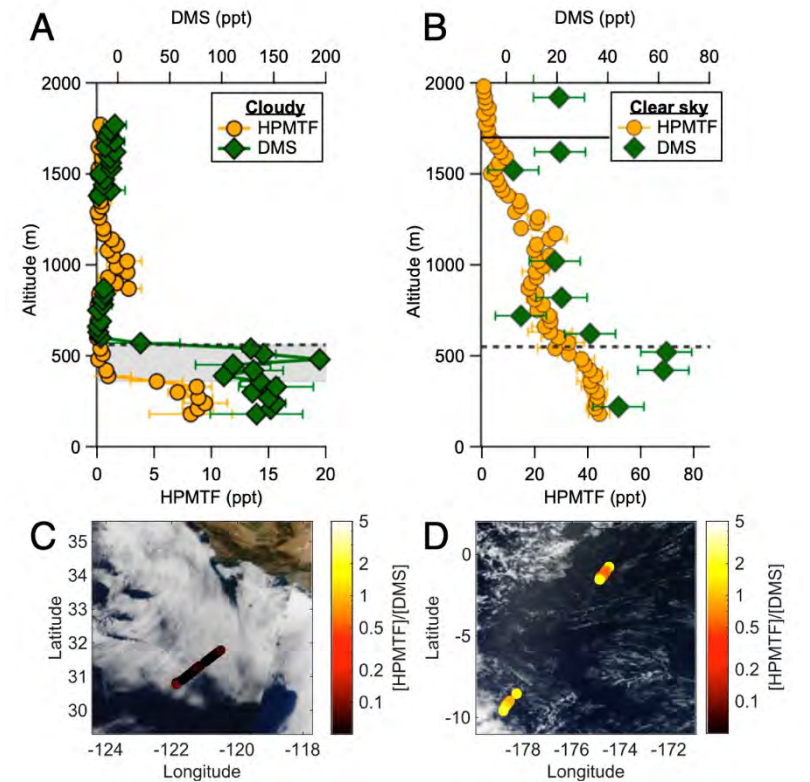 A
DMS (ppt)
0 50 100 150 200
Cloudy
HPMTF
DMS
2000
1500
1000
500
0
Altitude (m)
0 5 10 15 20
HPMTF (ppt)
B
DMS (ppt)
0 20 40 60 80
Clear sky
HPMTF
DMS
2000
1500
1000
500
0
Altitude (m)
0 20 40 60 80
HPMTF (ppt)
C
35
34
33
32
31
30
Latitude
-124 -122 -120 -118
Longitude
5
2
1
0.5
0.2
0.1
[HPMTF]/[DMS]
D
0
-5
-10
Latitude
-178 -176 -174 -172
Longitude
5
2
1
0.5
0.2
0.1
[HPMTF]/[DMS]